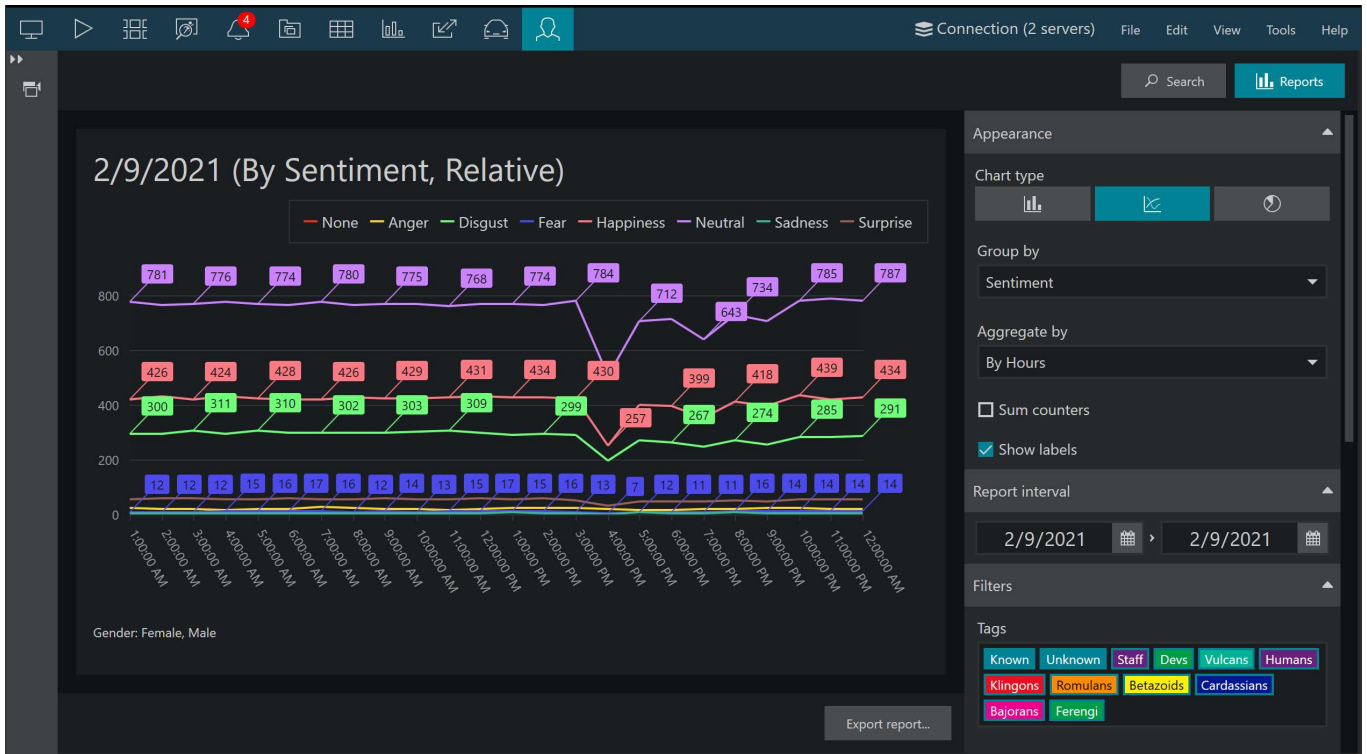 4
Connection (2 servers) File Edit View Tools Help
Search Reports
2/9/2021 (By Sentiment, Relative)
None Anger Disgust Fear Happiness Neutral Sadness Surprise
781 776 774 780 775 768 774 784 712 643 734 785 787
800
600
426 424 428 426 429 431 434 430 257 399 418 439 434
400
300 311 310 302 303 309 299 267 274 285 291
200
12 12 12 15 16 17 16 12 14 13 15 17 15 16 13 7 12 11 11 16 14 14 14 14
0
1:00:00 AM 2:00:00 AM 3:00:00 AM 4:00:00 AM 5:00:00 AM 6:00:00 AM 7:00:00 AM 8:00:00 AM 9:00:00 AM 10:00:00 AM 11:00:00 AM 12:00:00 PM 1:00:00 PM 2:00:00 PM 3:00:00 PM 4:00:00 PM 5:00:00 PM 6:00:00 PM 7:00:00 PM 8:00:00 PM 9:00:00 PM 10:00:00 PM 11:00:00 PM 12:00:00 AM
Gender: Female, Male
Export report...
Appearance
Chart type
Group by
Sentiment
Aggregate by
By Hours
Sum counters
Show labels
Report interval
2/9/2021 2/9/2021
Filters
Tags
Known Unknown Staff Devs Vulcans Humans
Klingons Romulans Betazoids Cardassians
Bajorans Ferengi